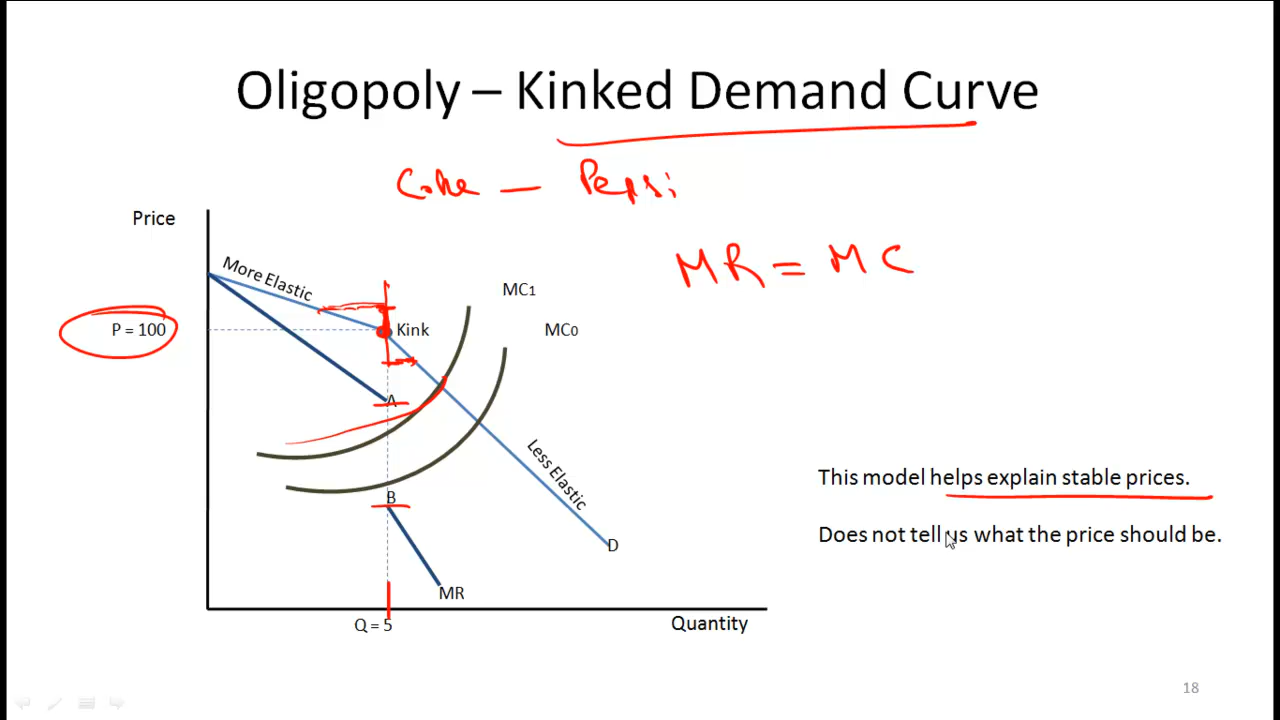 Oligopoly – Kinked Demand Curve
Coke – Pepsi
Price
MR = MC
More Elastic
MC1
P = 100
Kink
MC0
A
Less Elastic
This model helps explain stable prices.
B
Does not tell us what the price should be.
D
MR
Q = 5
Quantity
18